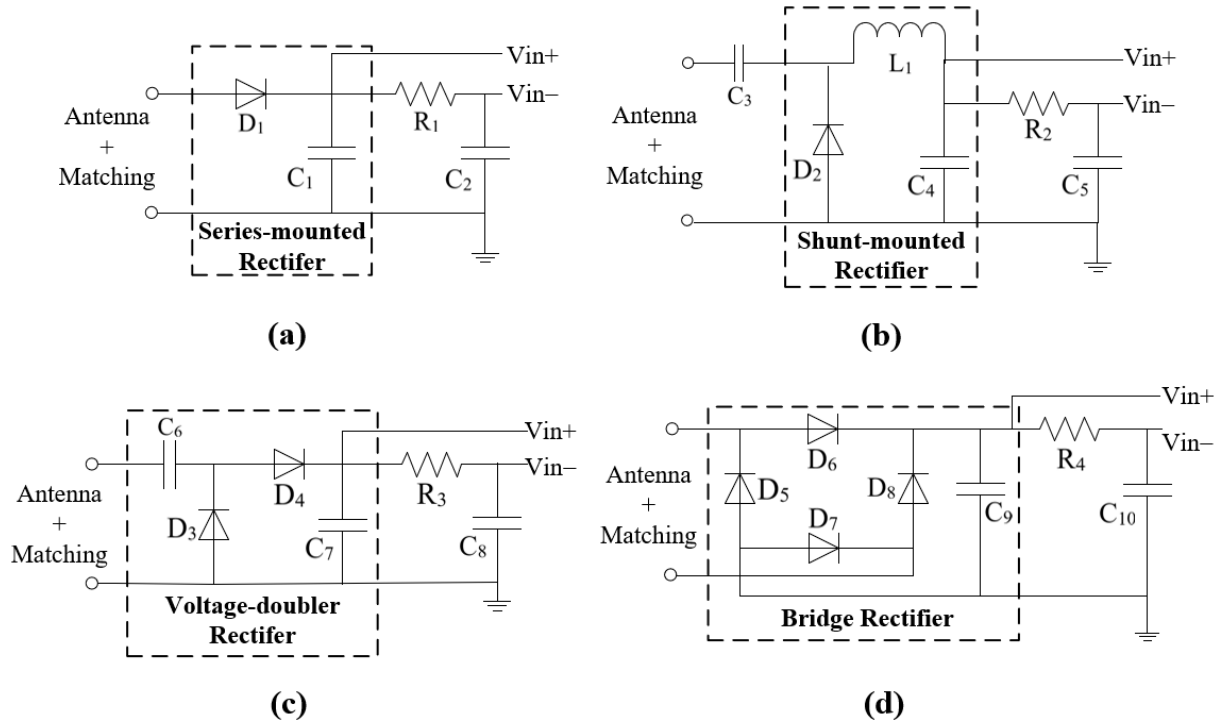 Vin+
D₁
R₁
Vin−
Antenna
+
Matching
C₁
C₂
Series-mounted
Rectifer
(a)
L₁
Vin+
C₃
R₂
Vin−
Antenna
+
Matching
D₂
C₄
C₅
Shunt-mounted
Rectifier
(b)
C₆
Vin+
D₄
R₃
Vin−
Antenna
+
Matching
D₃
C₇
C₈
Voltage-doubler
Rectifer
(c)
Vin+
D₆
R₄
Vin−
Antenna
+
Matching
D₅
D₈
D₇
C₉
C₁₀
Bridge Rectifier
(d)